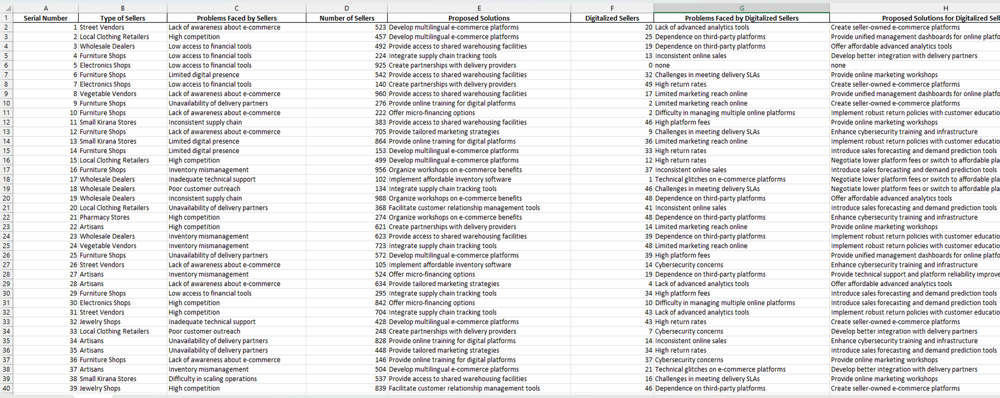 A B C D E F G H
1 Serial Number Type of Sellers Problems Faced by Sellers Number of Sellers Proposed Solutions Digitalized Sellers Problems Faced by Digitalized Sellers Proposed Solutions for Digitalized Sell
2 1 Street Vendors Lack of awareness about e-commerce 523 Develop multilingual e-commerce platforms 20 Lack of advanced analytics tools Create seller-owned e-commerce platforms
3 2 Local Clothing Retailers High competition 457 Develop multilingual e-commerce platforms 25 Dependence on third-party platforms Provide unified management dashboards for online platfo
4 3 Wholesale Dealers Low access to financial tools 492 Provide access to shared warehousing facilities 19 Dependence on third-party platforms Offer affordable advanced analytics tools
5 4 Furniture Shops Low access to financial tools 224 Integrate supply chain tracking tools 13 Inconsistent online sales Develop better integration with delivery partners
6 5 Electronics Shops Low access to financial tools 925 Create partnerships with delivery providers 0 none none
7 6 Furniture Shops Limited digital presence 542 Provide access to shared warehousing facilities 32 Challenges in meeting delivery SLAs Provide online marketing workshops
8 7 Electronics Shops Low access to financial tools 140 Create partnerships with delivery providers 49 High return rates Create seller-owned e-commerce platforms
9 8 Vegetable Vendors Lack of awareness about e-commerce 960 Provide access to shared warehousing facilities 17 Limited marketing reach online Provide unified management dashboards for online platfo
10 9 Furniture Shops Unavailability of delivery partners 276 Provide online training for digital platforms 2 Limited marketing reach online Create seller-owned e-commerce platforms
11 10 Furniture Shops Lack of awareness about e-commerce 222 Offer micro-financing options 2 Difficulty in managing multiple online platforms Implement robust return policies with customer educatio
12 11 Small Kirana Stores Inconsistent supply chain 383 Provide access to shared warehousing facilities 46 High platform fees Provide online marketing workshops
13 12 Furniture Shops Lack of awareness about e-commerce 705 Provide tailored marketing strategies 9 Challenges in meeting delivery SLAs Enhance cybersecurity training and infrastructure
14 13 Small Kirana Stores Limited digital presence 864 Provide online training for digital platforms 36 Limited marketing reach online Implement robust return policies with customer educatio
15 14 Furniture Shops Limited digital presence 153 Develop multilingual e-commerce platforms 33 High return rates Introduce sales forecasting and demand prediction tools
16 15 Local Clothing Retailers High competition 499 Develop multilingual e-commerce platforms 12 High return rates Negotiate lower platform fees or switch to affordable pla
17 16 Furniture Shops Inventory mismanagement 956 Organize workshops on e-commerce benefits 37 Inconsistent online sales Introduce sales forecasting and demand prediction tools
18 17 Wholesale Dealers Inadequate technical support 102 Implement affordable inventory software 1 Technical glitches on e-commerce platforms Negotiate lower platform fees or switch to affordable pla
19 18 Wholesale Dealers Poor customer outreach 134 Integrate supply chain tracking tools 46 Challenges in meeting delivery SLAs Negotiate lower platform fees or switch to affordable pla
20 19 Wholesale Dealers Inconsistent supply chain 988 Organize workshops on e-commerce benefits 48 Dependence on third-party platforms Offer affordable advanced analytics tools
21 20 Local Clothing Retailers Unavailability of delivery partners 368 Facilitate customer relationship management tools 41 Inconsistent online sales Introduce sales forecasting and demand prediction tools
22 21 Pharmacy Stores High competition 274 Organize workshops on e-commerce benefits 48 Dependence on third-party platforms Enhance cybersecurity training and infrastructure
23 22 Artisans High competition 621 Create partnerships with delivery providers 14 Limited marketing reach online Provide online marketing workshops
24 23 Wholesale Dealers Inventory mismanagement 623 Provide access to shared warehousing facilities 39 Dependence on third-party platforms Implement robust return policies with customer educatio
25 24 Vegetable Vendors Inventory mismanagement 723 Integrate supply chain tracking tools 48 Limited marketing reach online Implement robust return policies with customer educatio
26 25 Furniture Shops Unavailability of delivery partners 572 Develop multilingual e-commerce platforms 39 High platform fees Provide unified management dashboards for online platfo
27 26 Street Vendors Lack of awareness about e-commerce 105 Implement affordable inventory software 14 Cybersecurity concerns Enhance cybersecurity training and infrastructure
28 27 Artisans Inventory mismanagement 524 Offer micro-financing options 19 Dependence on third-party platforms Provide technical support and platform reliability improve
29 28 Artisans Lack of awareness about e-commerce 634 Provide tailored marketing strategies 4 Lack of advanced analytics tools Offer affordable advanced analytics tools
30 29 Furniture Shops Low access to financial tools 295 Integrate supply chain tracking tools 34 High platform fees Introduce sales forecasting and demand prediction tools
31 30 Electronics Shops High competition 842 Offer micro-financing options 10 Difficulty in managing multiple online platforms Introduce sales forecasting and demand prediction tools
32 31 Street Vendors High competition 704 Integrate supply chain tracking tools 43 Lack of advanced analytics tools Implement robust return policies with customer educatio
33 32 Jewelry Shops Inadequate technical support 428 Develop multilingual e-commerce platforms 43 High return rates Create seller-owned e-commerce platforms
34 33 Local Clothing Retailers Poor customer outreach 248 Create partnerships with delivery providers 7 Cybersecurity concerns Develop better integration with delivery partners
35 34 Artisans Unavailability of delivery partners 828 Provide online training for digital platforms 14 Inconsistent online sales Enhance cybersecurity training and infrastructure
36 35 Artisans Unavailability of delivery partners 448 Provide tailored marketing strategies 34 High return rates Introduce sales forecasting and demand prediction tools
37 36 Furniture Shops Lack of awareness about e-commerce 146 Provide online training for digital platforms 37 Cybersecurity concerns Provide online marketing workshops
38 37 Artisans Inventory mismanagement 504 Develop multilingual e-commerce platforms 21 Technical glitches on e-commerce platforms Develop better integration with delivery partners
39 38 Small Kirana Stores Difficulty in scaling operations 537 Provide access to shared warehousing facilities 16 Challenges in meeting delivery SLAs Provide online marketing workshops
40 39 Jewelry Shops High competition 839 Facilitate customer relationship management tools 46 Dependence on third-party platforms Create seller-owned e-commerce platforms